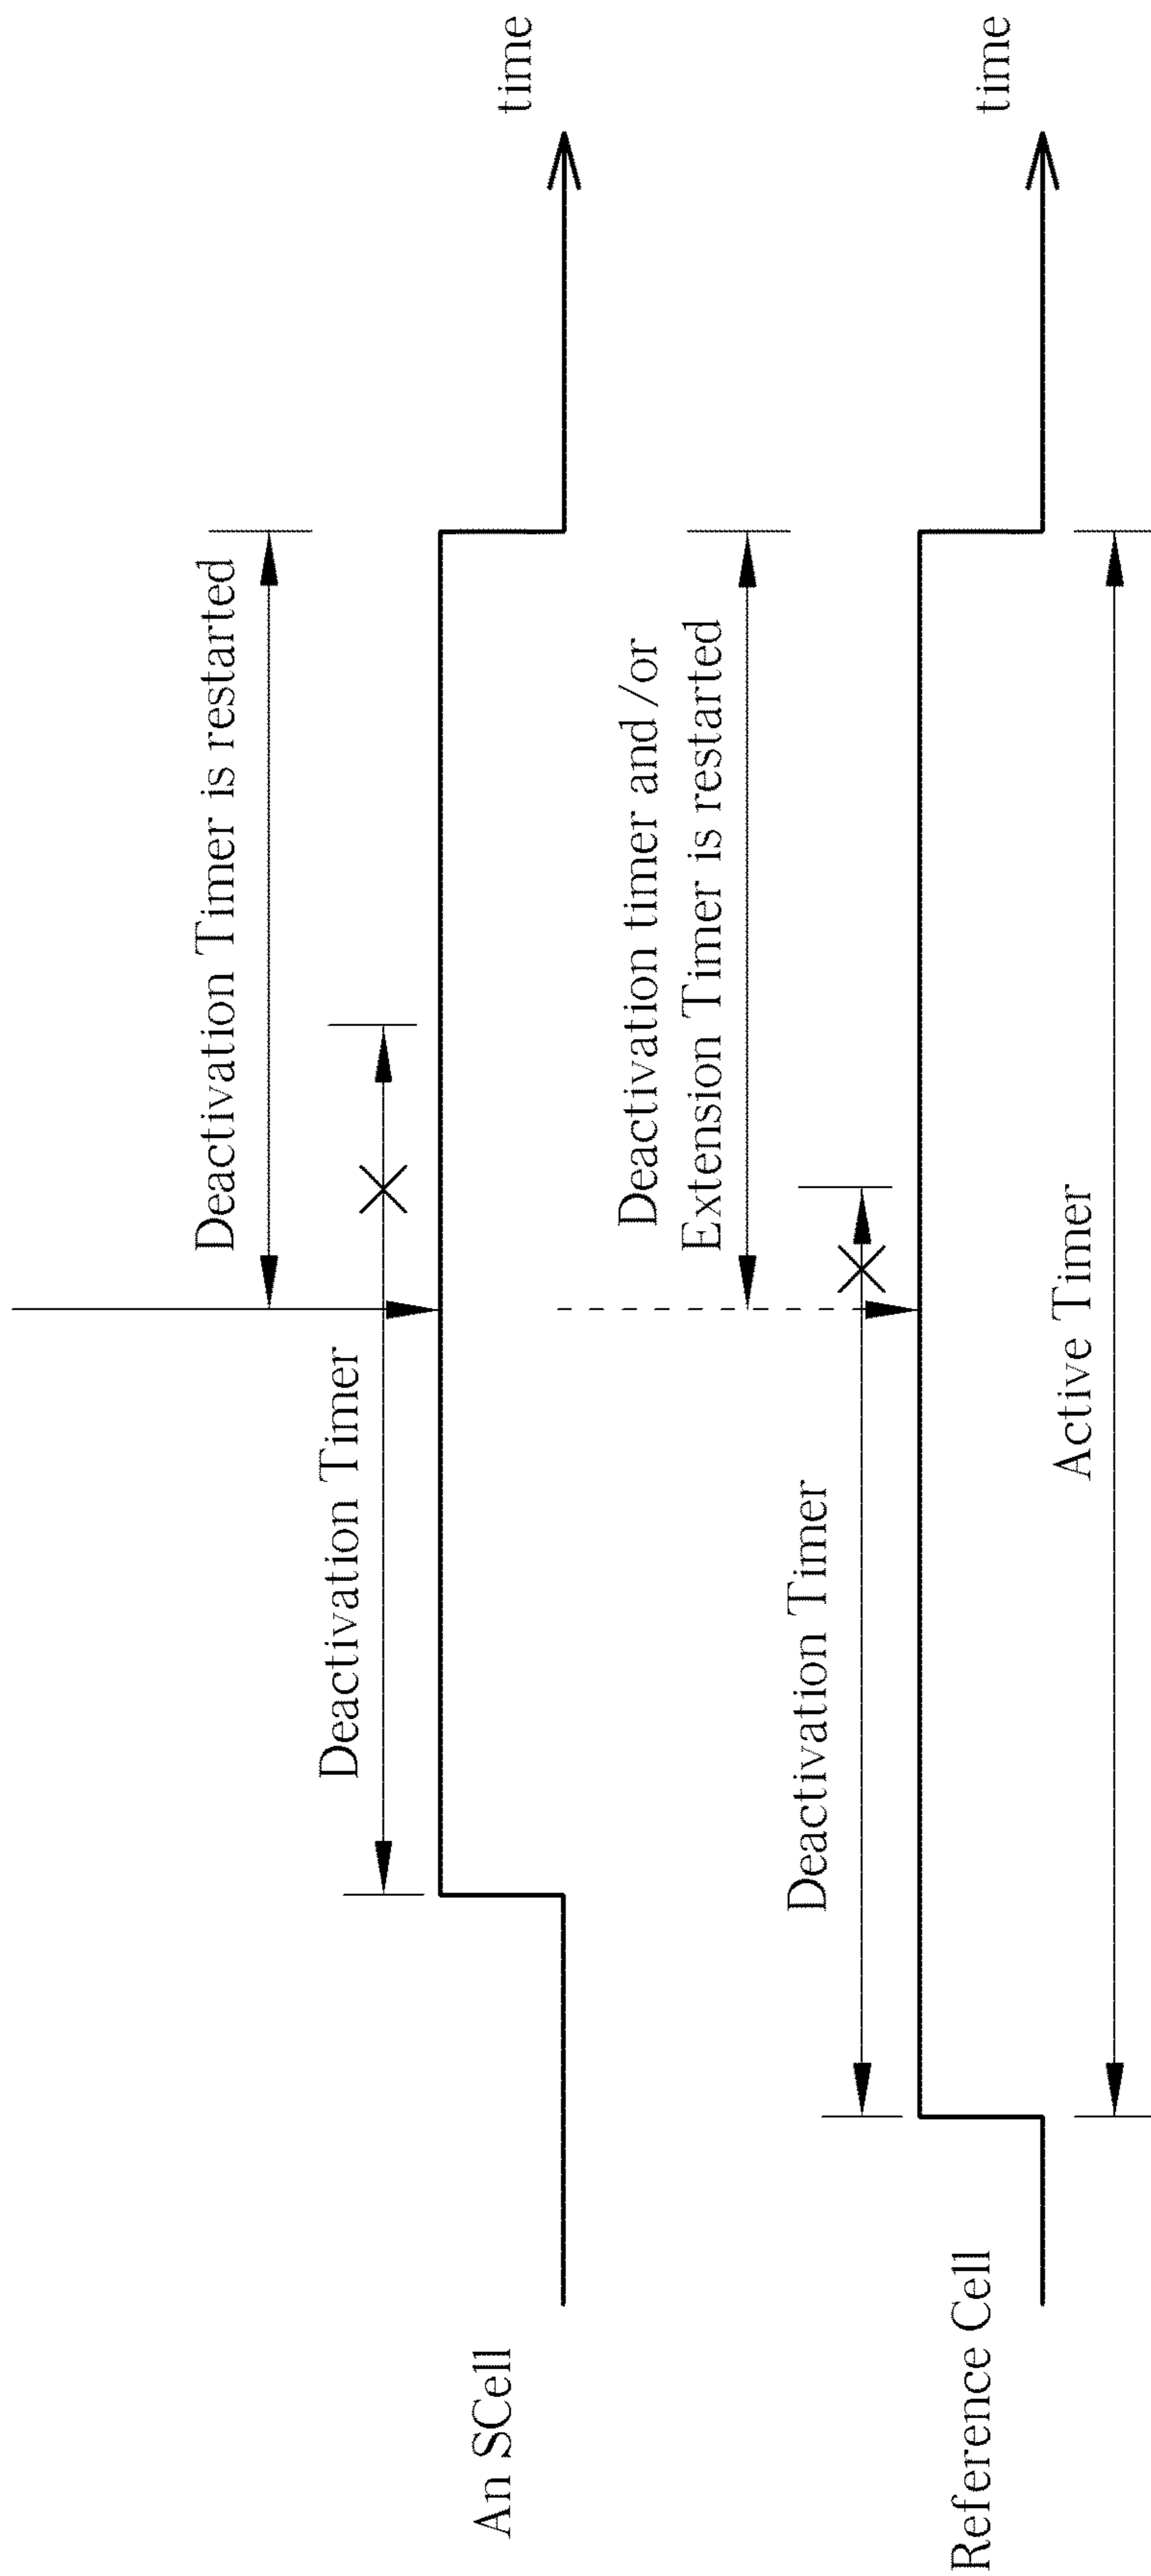 Deactivation Timer is restarted
Deactivation Timer
An SCell
time
Deactivation timer and/or
Extension Timer is restarted
Deactivation Timer
Reference Cell
time
Active Timer